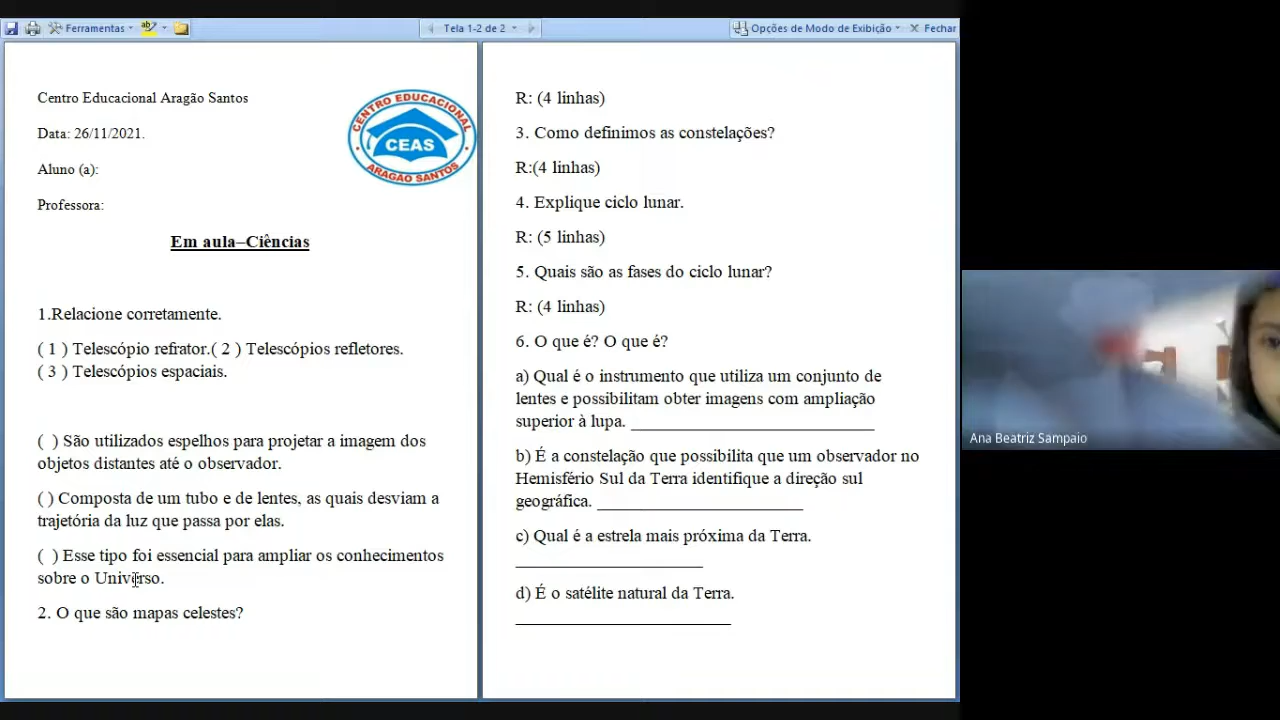 Ferramentas
Tela 1-2 de 2
Opções de Modo de Exibição
Fechar
Centro Educacional Aragão Santos
Data: 26/11/2021.
Aluno (a):
Professora:
CENTRO EDUCACIONAL
CEAS
ARAGÃO SANTOS
Em aula–Ciências
1.Relacione corretamente.
( 1 ) Telescópio refrator.( 2 ) Telescópios refletores.
( 3 ) Telescópios espaciais.
( ) São utilizados espelhos para projetar a imagem dos
objetos distantes até o observador.
( ) Composta de um tubo e de lentes, as quais desviam a
trajetória da luz que passa por elas.
( ) Esse tipo foi essencial para ampliar os conhecimentos
sobre o Universo.
2. O que são mapas celestes?
R: (4 linhas)
3. Como definimos as constelações?
R:(4 linhas)
4. Explique ciclo lunar.
R: (5 linhas)
5. Quais são as fases do ciclo lunar?
R: (4 linhas)
6. O que é? O que é?
a) Qual é o instrumento que utiliza um conjunto de
lentes e possibilitam obter imagens com ampliação
superior à lupa. ___________________________
b) É a constelação que possibilita que um observador no
Hemisfério Sul da Terra identifique a direção sul
geográfica. _______________________
c) Qual é a estrela mais próxima da Terra.
_____________________
d) É o satélite natural da Terra.
________________________
Ana Beatriz Sampaio